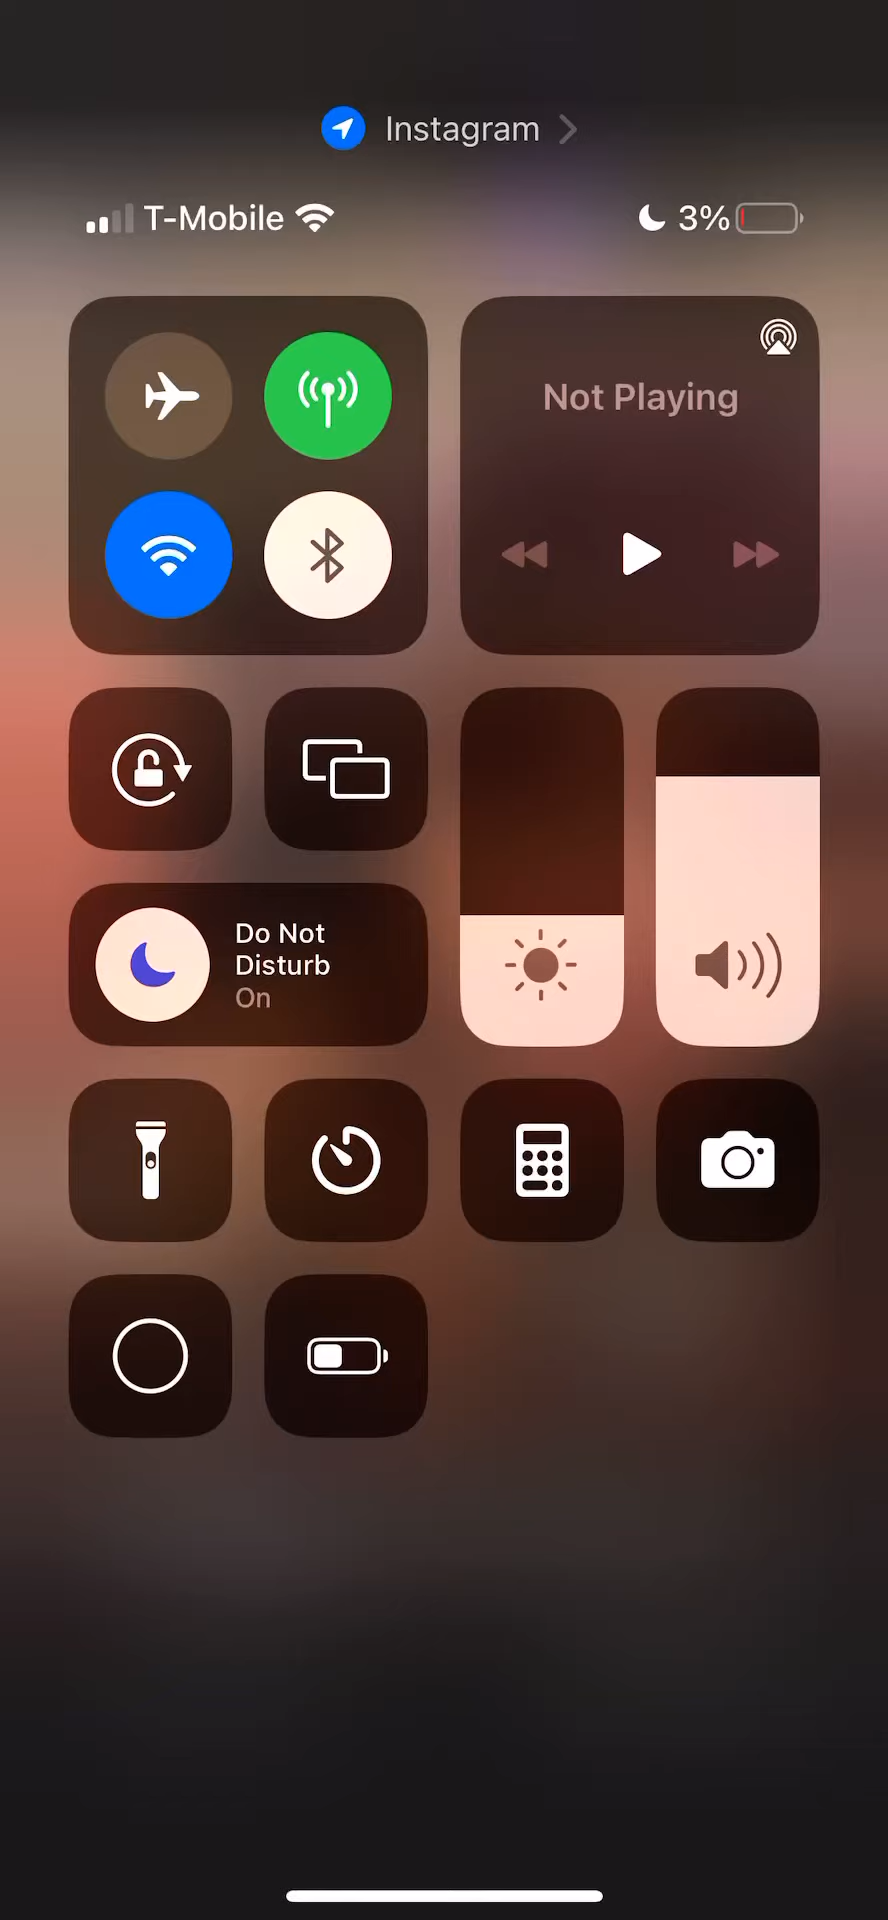 Instagram
T-Mobile 3%
Not Playing
Do Not
Disturb
On